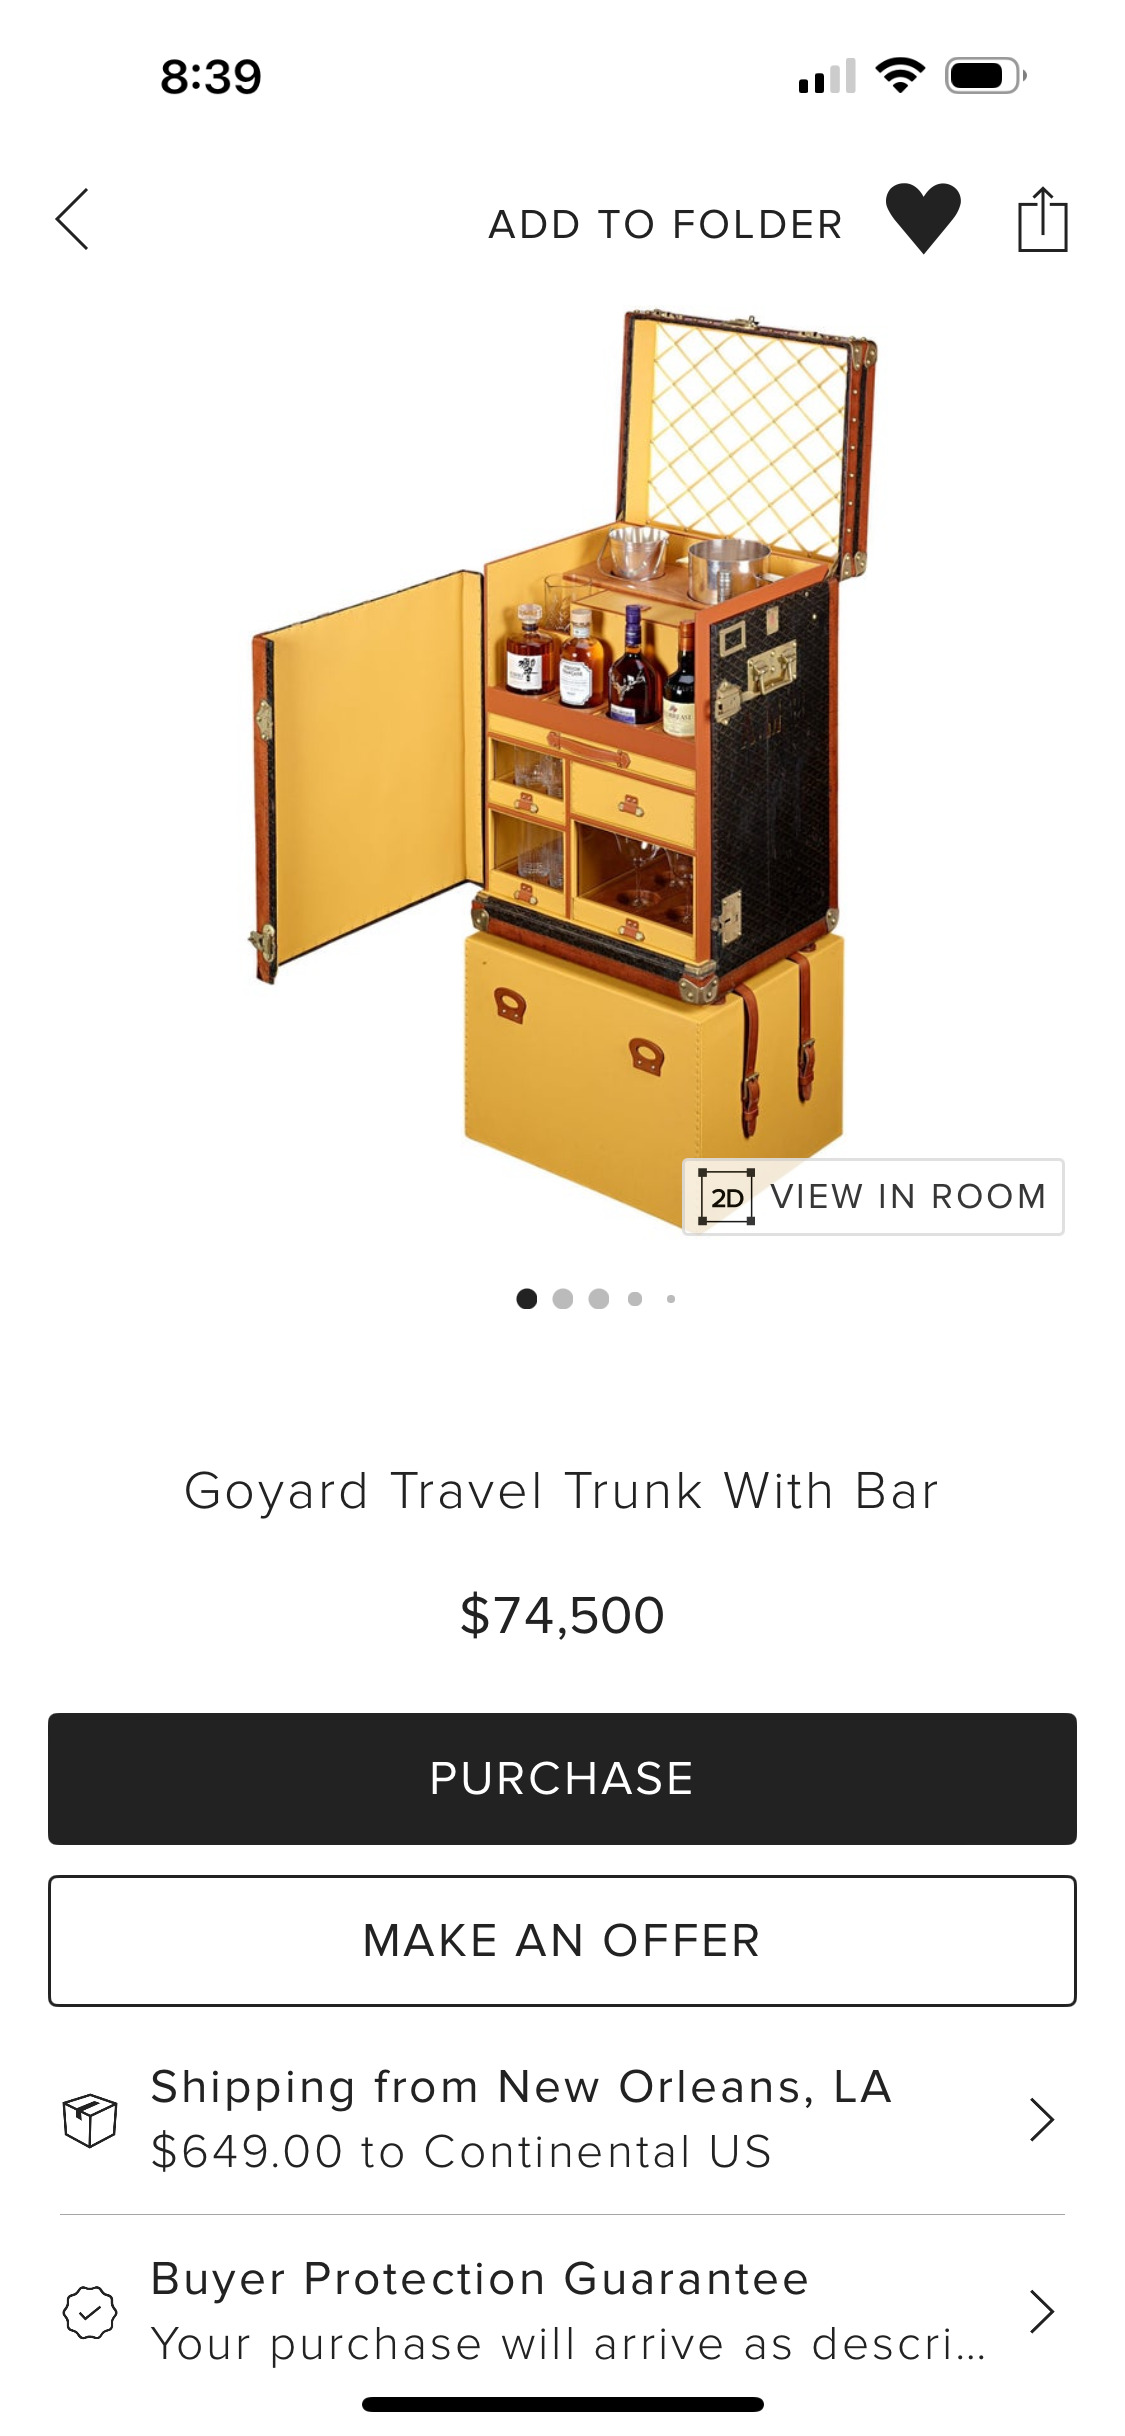 8:39
ADD TO FOLDER
2D VIEW IN ROOM
Goyard Travel Trunk With Bar
$74,500
PURCHASE
MAKE AN OFFER
Shipping from New Orleans, LA
$649.00 to Continental US
Buyer Protection Guarantee
Your purchase will arrive as descri...